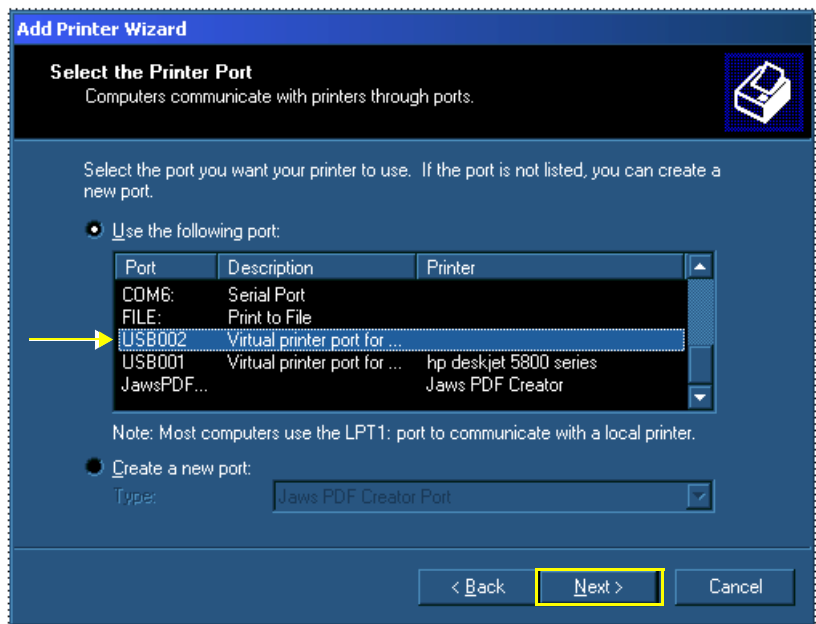 Add Printer Wizard
Select the Printer Port
Computers communicate with printers through ports.
Select the port you want your printer to use. If the port is not listed, you can create a
new port.
Use the following port:
Port Description Printer
COM6: Serial Port
FILE: Print to File
USB002 Virtual printer port for ...
USB001 Virtual printer port for ... hp deskjet 5800 series
JawsPDF... Jaws PDF Creator
Note: Most computers use the LPT1: port to communicate with a local printer.
Create a new port:
Type: Jaws PDF Creator Port
< Back Next > Cancel